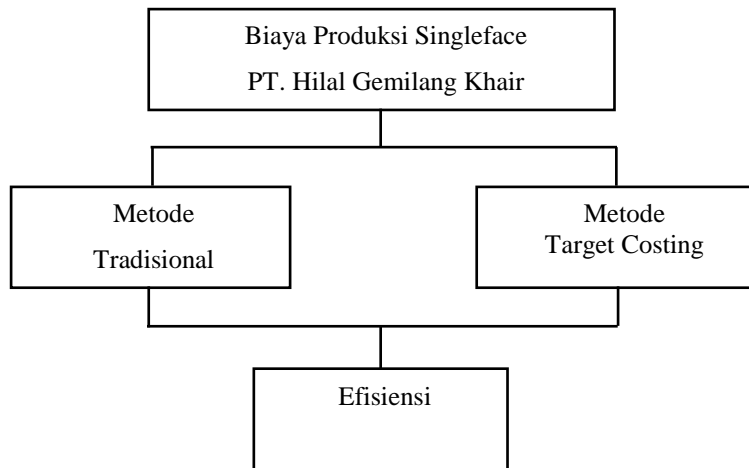 Biaya Produksi Singleface
PT. Hilal Gemilang Khair
Metode
Tradisional
Metode
Target Costing
Efisiensi